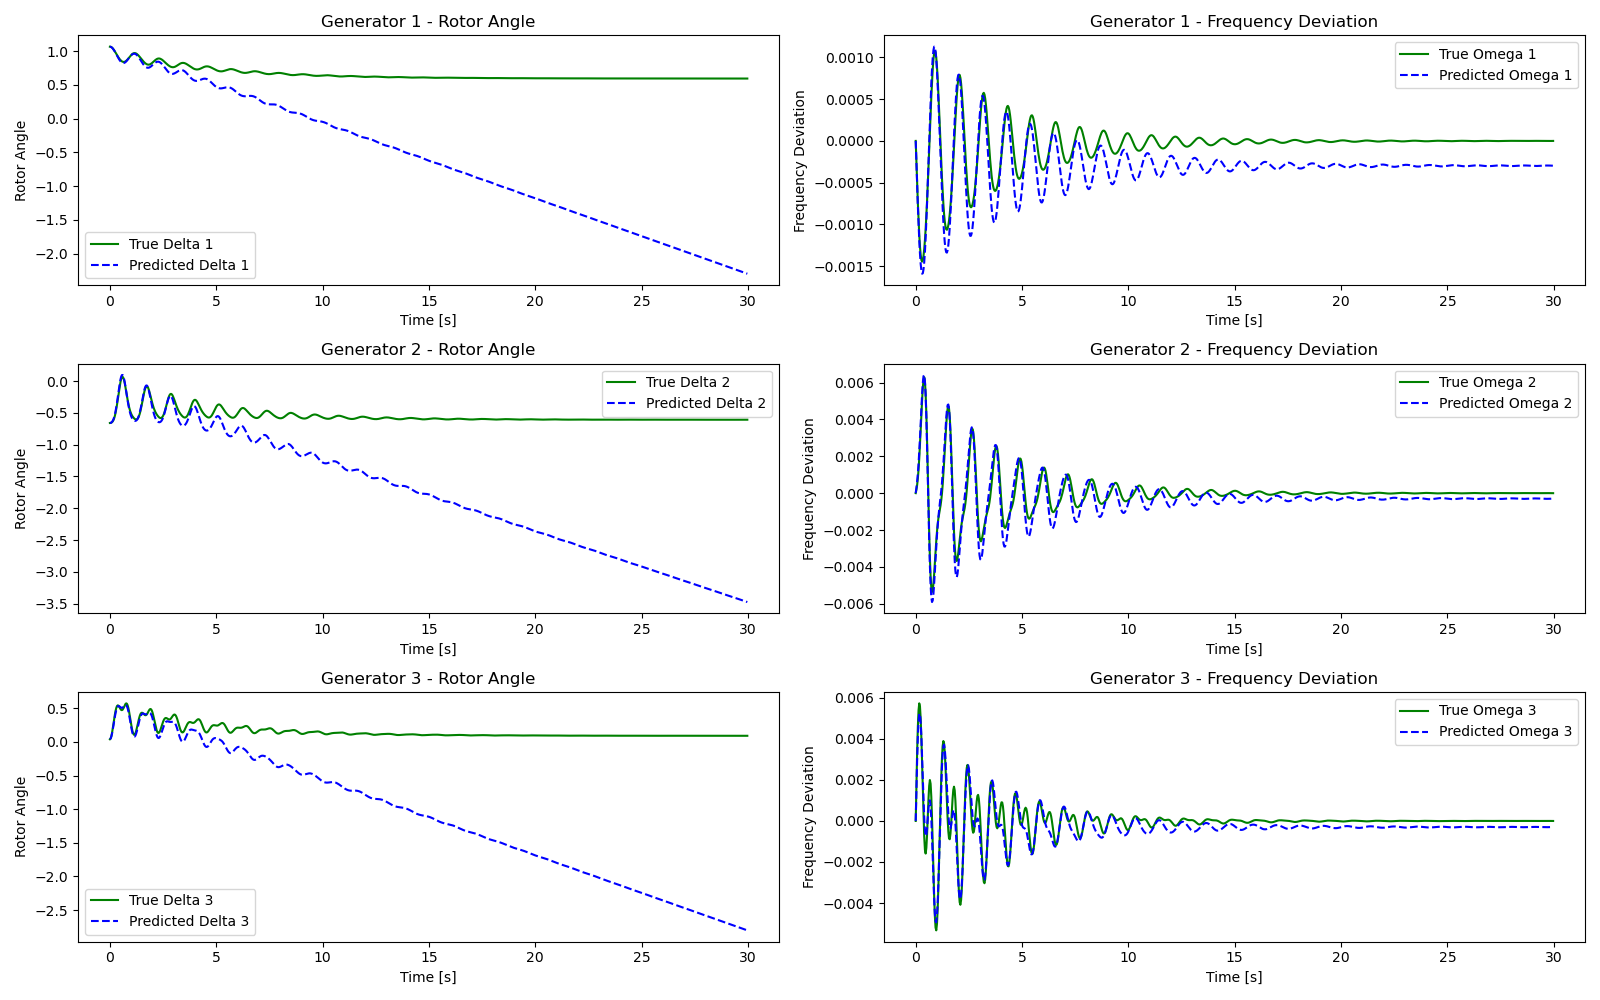 Generator 1 - Rotor Angle
Rotor Angle
1.0
0.5
0.0
−0.5
−1.0
−1.5
−2.0
True Delta 1
Predicted Delta 1
0 5 10 15 20 25 30
Time [s]
Generator 1 - Frequency Deviation
Frequency Deviation
0.0010
0.0005
0.0000
−0.0005
−0.0010
−0.0015
True Omega 1
Predicted Omega 1
0 5 10 15 20 25 30
Time [s]
Generator 2 - Rotor Angle
Rotor Angle
0.0
−0.5
−1.0
−1.5
−2.0
−2.5
−3.0
−3.5
True Delta 2
Predicted Delta 2
0 5 10 15 20 25 30
Time [s]
Generator 2 - Frequency Deviation
Frequency Deviation
0.006
0.004
0.002
0.000
−0.002
−0.004
−0.006
True Omega 2
Predicted Omega 2
0 5 10 15 20 25 30
Time [s]
Generator 3 - Rotor Angle
Rotor Angle
0.5
0.0
−0.5
−1.0
−1.5
−2.0
−2.5
True Delta 3
Predicted Delta 3
0 5 10 15 20 25 30
Time [s]
Generator 3 - Frequency Deviation
Frequency Deviation
0.006
0.004
0.002
0.000
−0.002
−0.004
True Omega 3
Predicted Omega 3
0 5 10 15 20 25 30
Time [s]